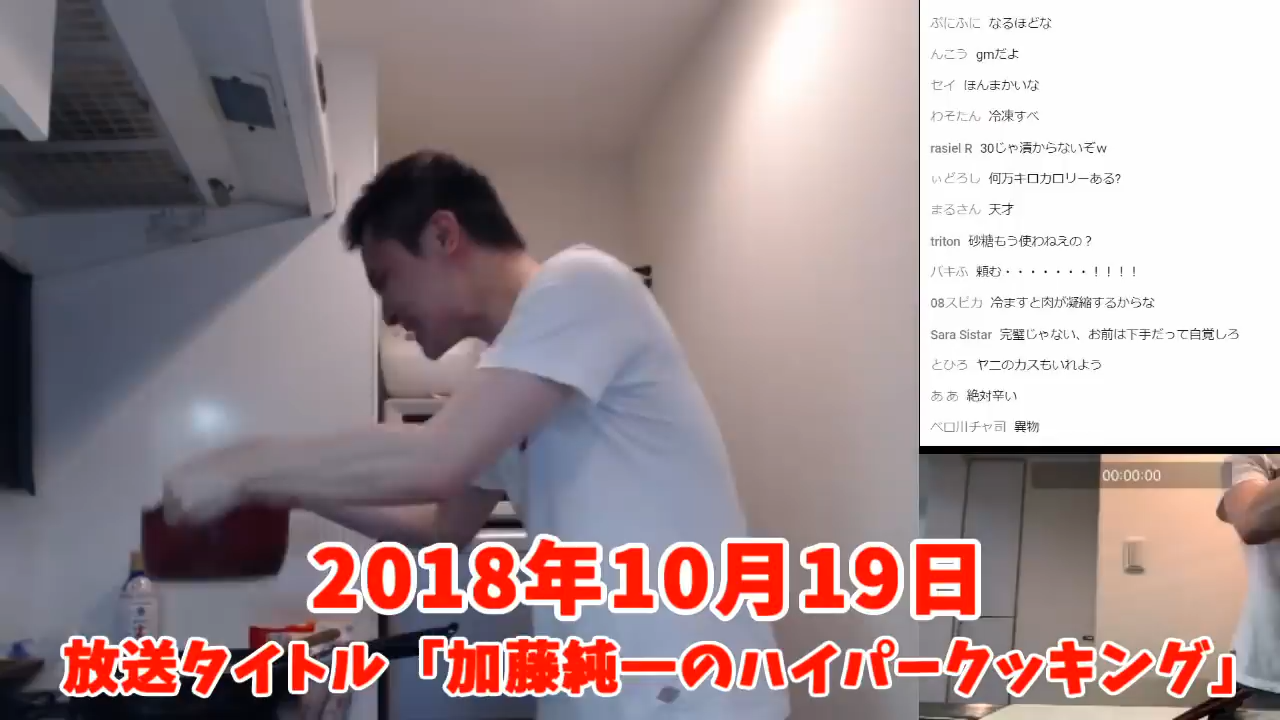 ぷにふに なるほどな
んこう gmだよ
セイ ほんまかいな
わそたん 冷凍すべ
rasiel R 30じゃ漬からないぞw
ぃどろし 何万キロカロリーある?
まるさん 天才
triton 砂糖もう使わねえの？
バキふ 頼む・・・・・・・！！！！
08スピカ 冷ますと肉が凝縮するからな
Sara Sistar 完璧じゃない、お前は下手だって自覚しろ
とひろ ヤニのカスもいれよう
ああ 絶対辛い
ベロ川チャ司 異物
00:00:00
2018年10月19日
放送タイトル「加藤純一のハイパークッキング」